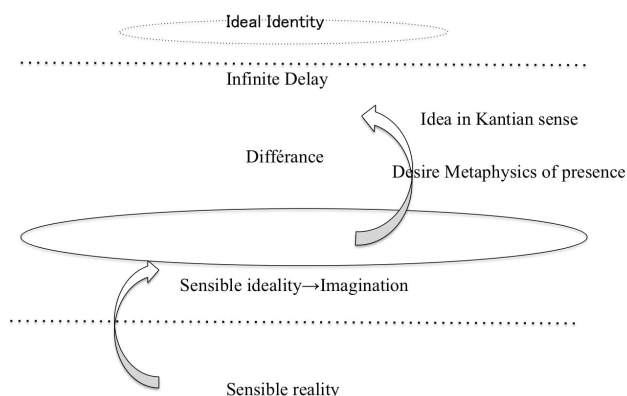 Ideal Identity
Infinite Delay
Idea in Kantian sense
Différance
Desire Metaphysics of presence
Sensible ideality→Imagination
Sensible reality